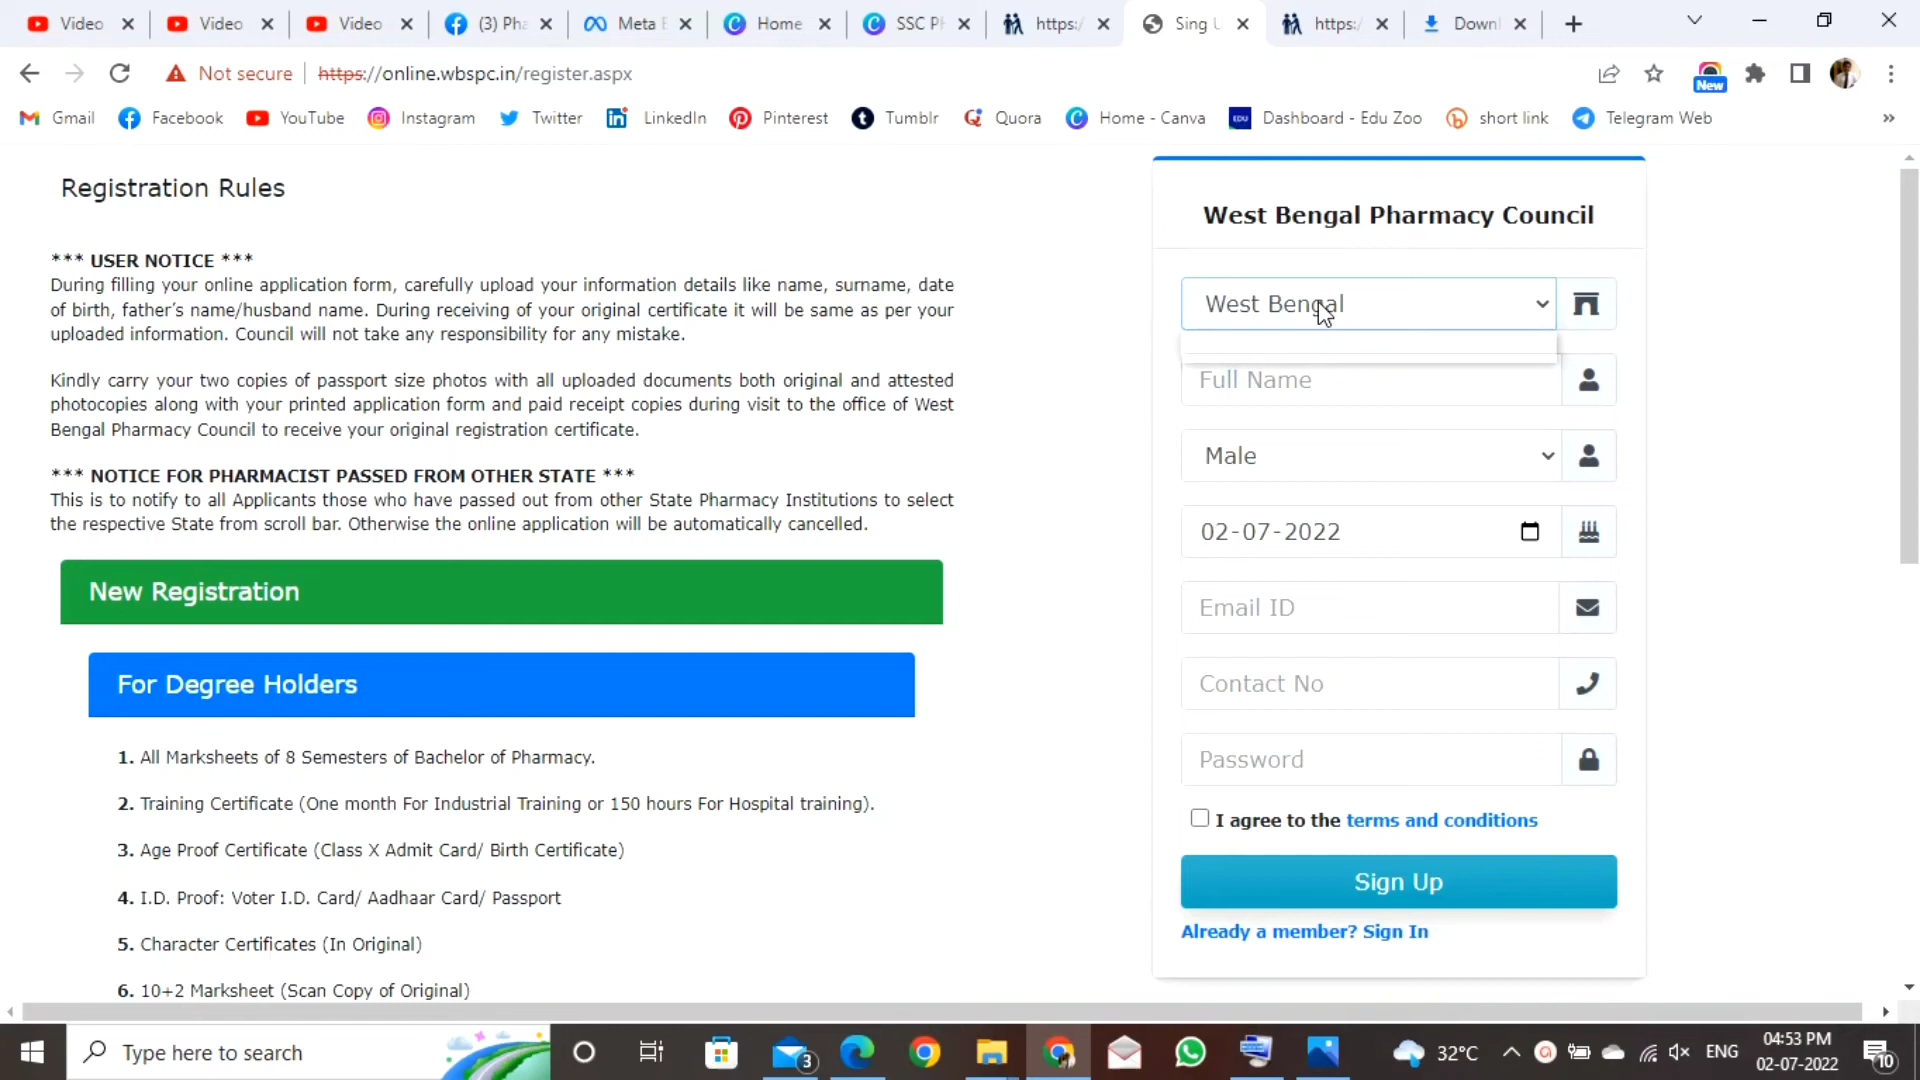 Video
Video
Video
(3) Pha
Meta B
Home
SSC PH
https:/
Sing U
https:/
Downl
Not secure
https://online.wbspc.in/register.aspx
New
Gmail
Facebook
YouTube
Instagram
Twitter
LinkedIn
Pinterest
Tumblr
Quora
Home - Canva
EDU
Dashboard - Edu Zoo
short link
Telegram Web
»
Registration Rules
*** USER NOTICE ***
During filling your online application form, carefully upload your information details like name, surname, date
of birth, father's name/husband name. During receiving of your original certificate it will be same as per your
uploaded information. Council will not take any responsibility for any mistake.
Kindly carry your two copies of passport size photos with all uploaded documents both original and attested
photocopies along with your printed application form and paid receipt copies during visit to the office of West
Bengal Pharmacy Council to receive your original registration certificate.
*** NOTICE FOR PHARMACIST PASSED FROM OTHER STATE ***
This is to notify to all Applicants those who have passed out from other State Pharmacy Institutions to select
the respective State from scroll bar. Otherwise the online application will be automatically cancelled.
New Registration
For Degree Holders
1. All Marksheets of 8 Semesters of Bachelor of Pharmacy.
2. Training Certificate (One month For Industrial Training or 150 hours For Hospital training).
3. Age Proof Certificate (Class X Admit Card/ Birth Certificate)
4. I.D. Proof: Voter I.D. Card/ Aadhaar Card/ Passport
5. Character Certificates (In Original)
6. 10+2 Marksheet (Scan Copy of Original)
West Bengal Pharmacy Council
West Bengal
Full Name
Male
02-07-2022
Email ID
Contact No
Password
I agree to the terms and conditions
Sign Up
Already a member? Sign In
Type here to search
3
32°C
ENG
04:53 PM
02-07-2022
10